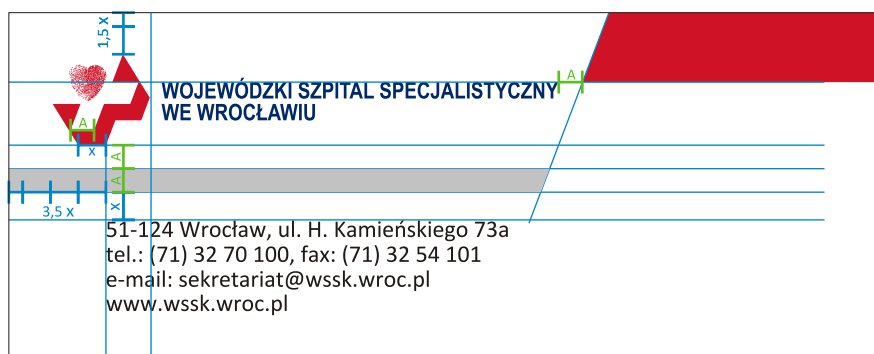 1,5 x
WOJEWÓDZKI SZPITAL SPECJALISTYCZNY
WE WROCŁAWIU
A
A
x
A
A
3,5 x
x
51-124 Wrocław, ul. H. Kamieńskiego 73a
tel.: (71) 32 70 100, fax: (71) 32 54 101
e-mail: sekretariat@wssk.wroc.pl
www.wssk.wroc.pl